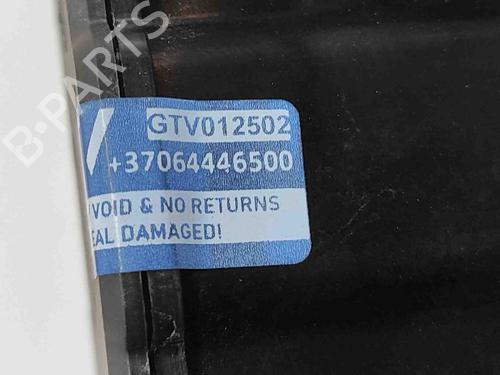 B-PARTS
GTV012502
+37064446500
VOID & NO RETURNS
EAL DAMAGED!